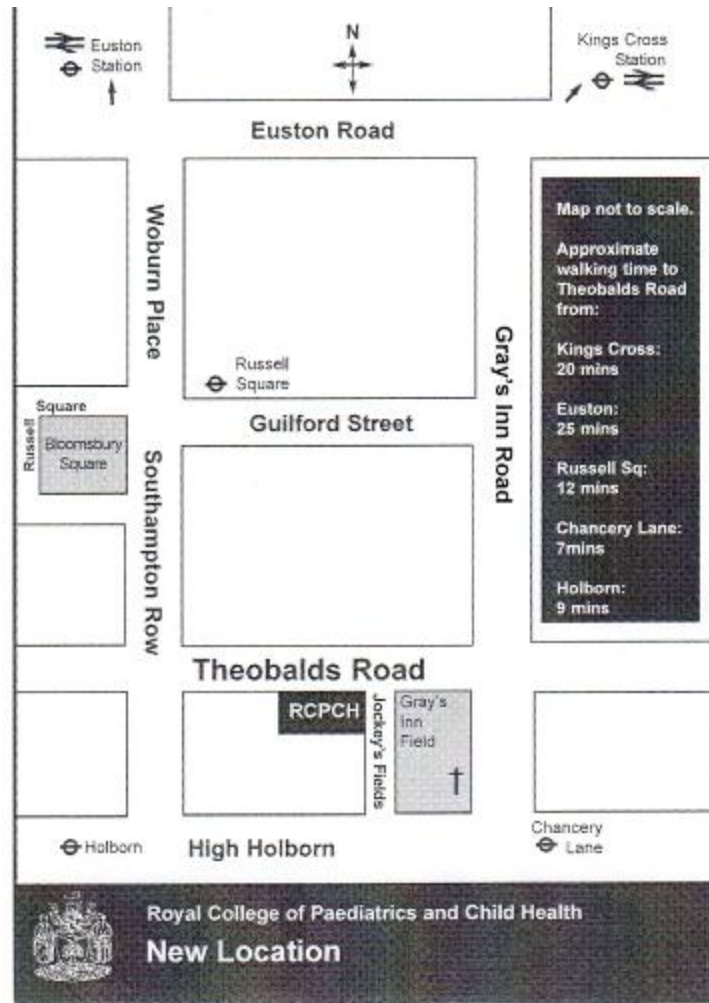 Euston
Station
N
Kings Cross
Station
Euston Road
Woburn Place
Map not to scale.
Approximate
walking time to
Theobalds Road
from:
Kings Cross:
20 mins
Euston:
25 mins
Russell Sq:
12 mins
Chancery Lane:
7mins
Holborn:
9 mins
Russell
Square
Gray's Inn Road
Russell
Square
Bloomsbury
Square
Guilford Street
Southampton Row
Theobalds Road
RCPCH
Jockey's Fields
Gray's
Inn
Field
Holborn
High Holborn
Chancery
Lane
Royal College of Paediatrics and Child Health
New Location